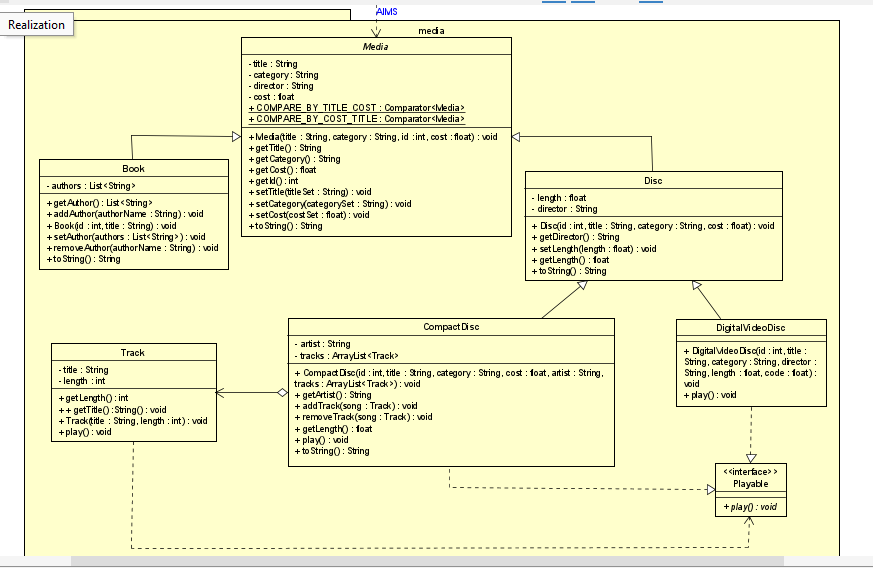 AIMS
Realization
media
Media
- title : String
- category : String
- director : String
- cost : float
+ COMPARE_BY_TITLE_COST : Comparator<Media>
+ COMPARE_BY_COST_TITLE : Comparator<Media>
+ Media(title : String, category : String, id : int, cost : float) : void
+ getTitle() : String
+ getCategory() : String
+ getCost() : float
+ getId() : int
+ setTitle(titleSet : String) : void
+ setCategory(categorySet : String) : void
+ setCost(costSet : float) : void
+ toString() : String
Book
- authors : List<String>
+ getAuthor() : List<String>
+ addAuthor(authorName : String) : void
+ Book(id : int, title : String) : void
+ setAuthor(authors : List<String>) : void
+ removeAuthor(authorName : String) : void
+ toString() : String
Disc
- length : float
- director : String
+ Disc(id : int, title : String, category : String, cost : float) : void
+ getDirector() : String
+ setLength(length : float) : void
+ getLength() : float
+ toString() : String
CompactDisc
- artist : String
- tracks : ArrayList<Track>
+ CompactDisc(id : int, title : String, category : String, cost : float, artist : String,
tracks : ArrayList<Track>) : void
+ getArtist() : String
+ addTrack(song : Track) : void
+ removeTrack(song : Track) : void
+ getLength() : float
+ play() : void
+ toString() : String
DigitalVideoDisc
+ DigitalVideoDisc(id : int, title :
String, category : String, director :
String, length : float, code : float) :
void
+ play() : void
Track
- title : String
- length : int
+ getLength() : int
+ + getTitle() : String() : void
+ Track(title : String, length : int) : void
+ play() : void
<<interface>>
Playable
+ play() : void